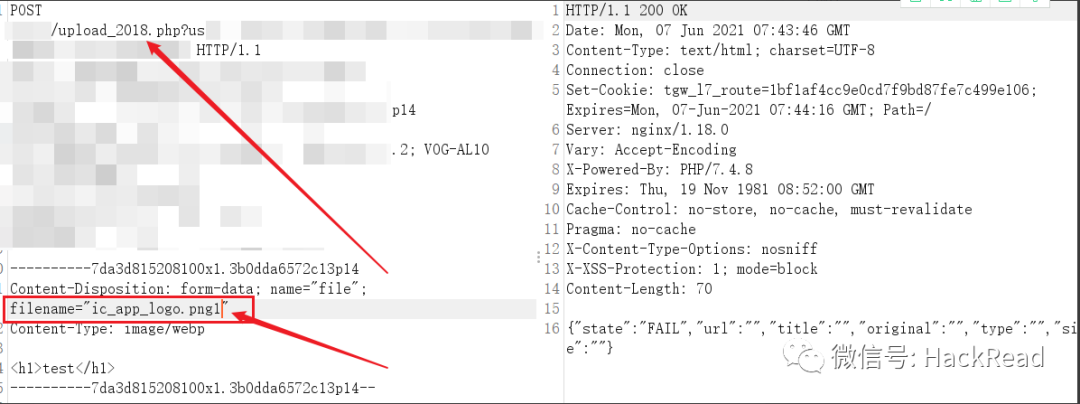 POST
/upload_2018.php?us
HTTP/1.1
p14
.2; VOG-AL10
----------7da3d815208100x1.3b0dda6572c13p14
Content-Disposition: form-data; name="file";
filename="ic_app_logo.png1"
Content-Type: image/webp
<h1>test</h1>
----------7da3d815208100x1.3b0dda6572c13p14--
1 HTTP/1.1 200 OK
2 Date: Mon, 07 Jun 2021 07:43:46 GMT
3 Content-Type: text/html; charset=UTF-8
4 Connection: close
5 Set-Cookie: tgw_l7_route=1bf1af4cc9e0cd7f9bd87fe7c499e106;
Expires=Mon, 07-Jun-2021 07:44:16 GMT; Path=/
6 Server: nginx/1.18.0
7 Vary: Accept-Encoding
8 X-Powered-By: PHP/7.4.8
9 Expires: Thu, 19 Nov 1981 08:52:00 GMT
10 Cache-Control: no-store, no-cache, must-revalidate
11 Pragma: no-cache
12 X-Content-Type-Options: nosniff
13 X-XSS-Protection: 1; mode=block
14 Content-Length: 70
15
16 {"state":"FAIL","url":"","title":"","original":"","type":"","siz
e":""}
微信号: HackRead